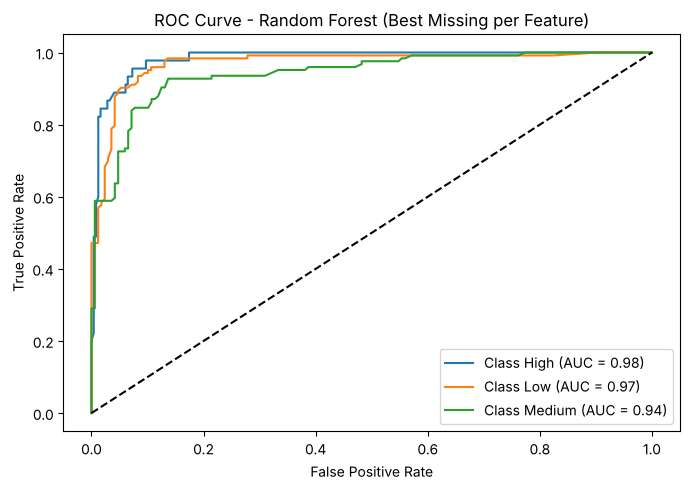 ROC Curve - Random Forest (Best Missing per Feature)
True Positive Rate
1.0
0.8
0.6
0.4
0.2
0.0
0.0
0.2
0.4
0.6
0.8
1.0
False Positive Rate
Class High (AUC = 0.98)
Class Low (AUC = 0.97)
Class Medium (AUC = 0.94)